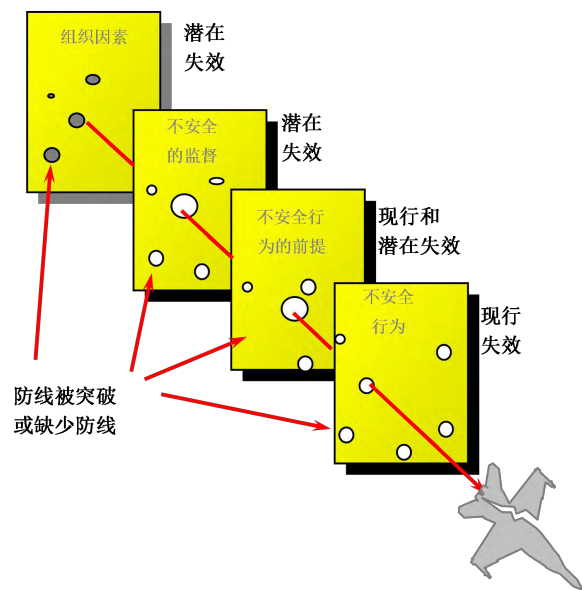 组织因素
潜在
失效
不安全
的监督
潜在
失效
不安全行
为的前提
现行和
潜在失效
不安全
行为
现行
失效
防线被突破
或缺少防线